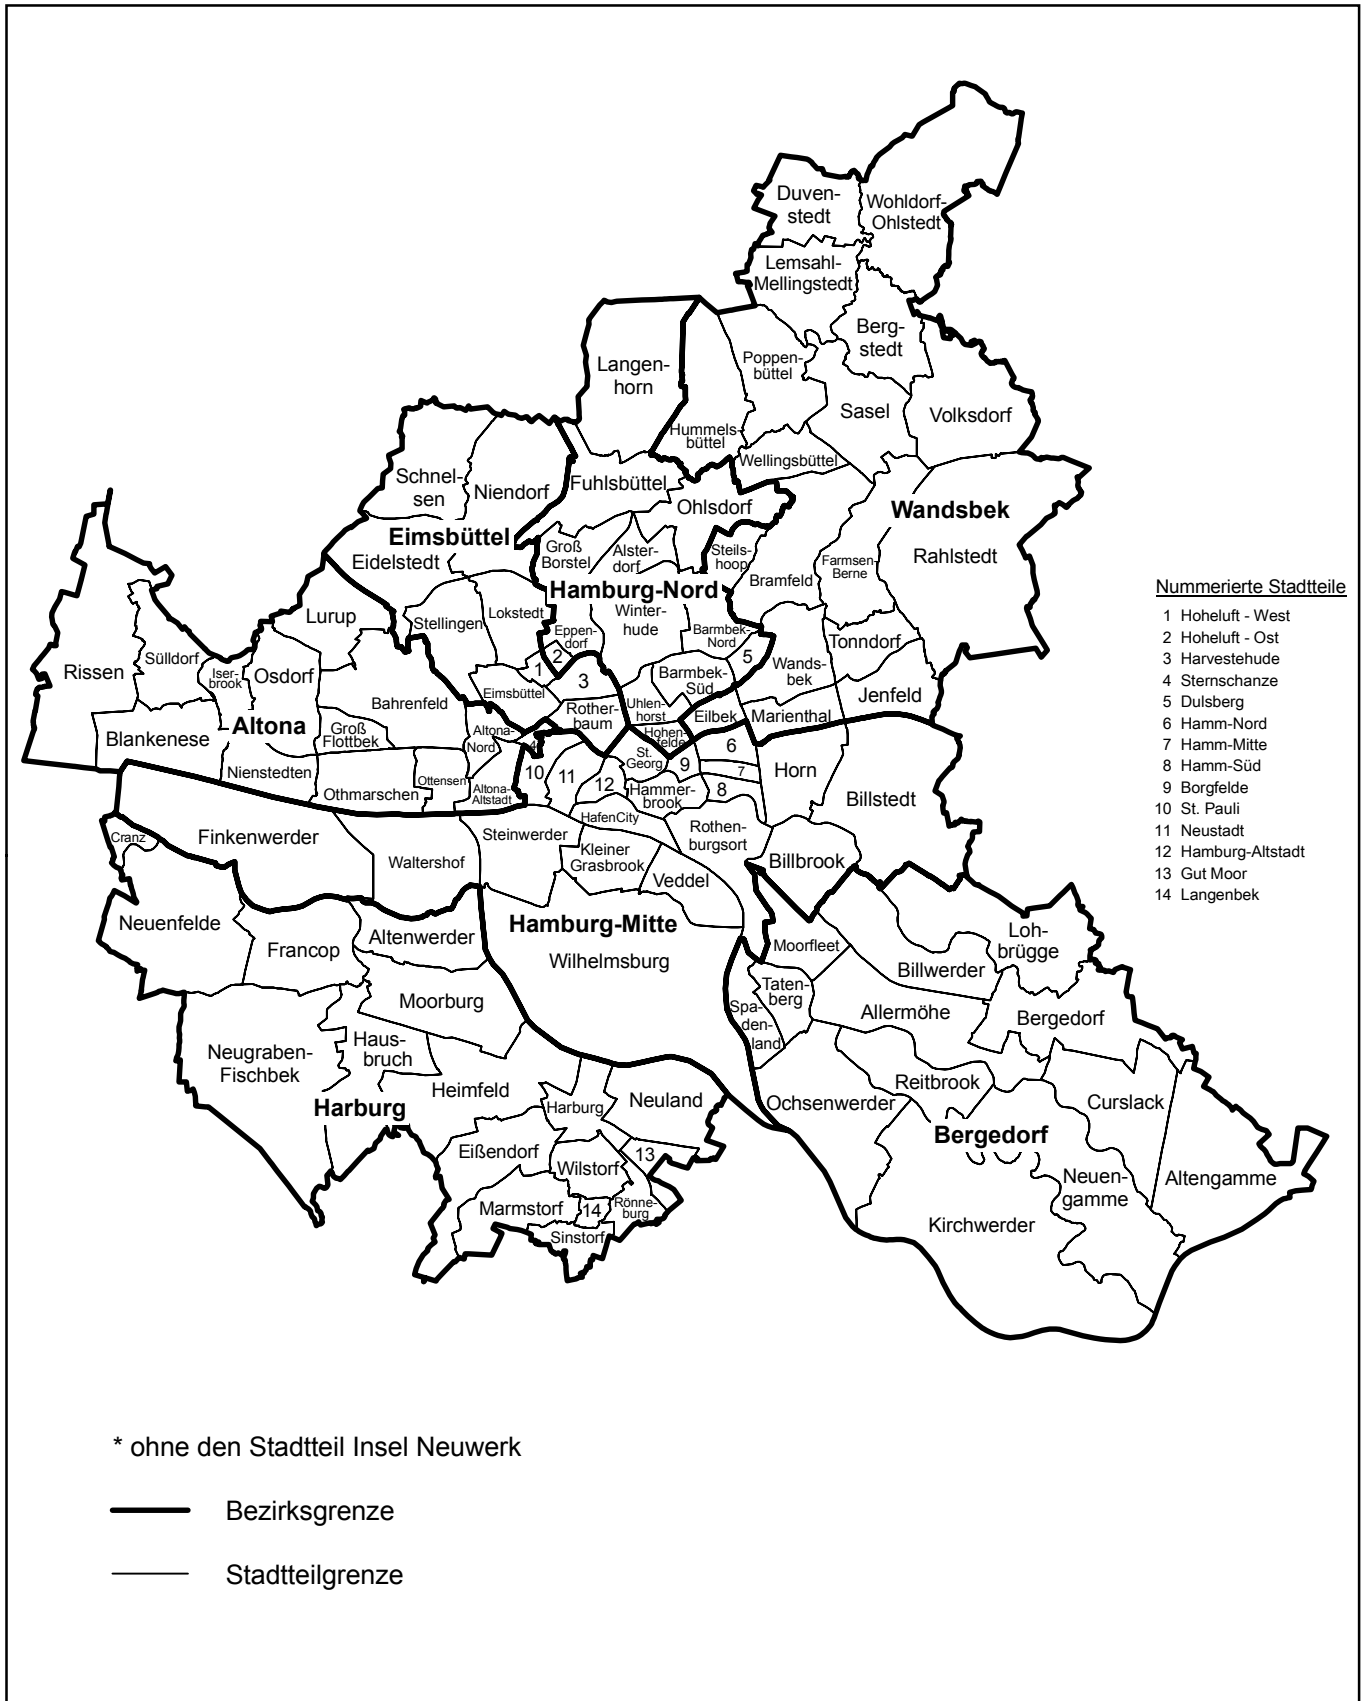 Duven-
stedt
Wohldorf-
Ohlstedt
Lemsahl-
Mellingstedt
Berg-
stedt
Poppen-
büttel
Langen-
horn
Sasel
Volksdorf
Hummels-
büttel
Wellingsbüttel
Schnel-
sen
Niendorf
Fuhlsbüttel
Ohlsdorf
Wandsbek
Rahlstedt
Eimsbüttel
Eidelstedt
Groß
Borstel
Alster-
dorf
Steils-
hoop
Bramfeld
Farmsen-
Berne
Hamburg-Nord
Lurup
Stellingen
Lokstedt
Eppen-
dorf
Winter-
hude
Barmbek-
Nord
Tonndorf
Rissen
Sülldorf
Iser-
brook
Osdorf
Bahrenfeld
Eimsbüttel
1
2
3
5
Barmbek-
Süd
Wands-
bek
Jenfeld
Altona
Blankenese
Groß
Flottbek
Altona-
Nord
4
Rother-
baum
Uhlen-
horst
Hohen-
felde
Eilbek
Marienthal
Nienstedten
Othmarschen
Ottensen
Altona-
Altstadt
10
11
12
St.
Georg
9
6
7
8
Hammer-
brook
Horn
Billstedt
HafenCity
Cranz
Finkenwerder
Waltershof
Steinwerder
Kleiner
Grasbrook
Veddel
Rothen-
burgsort
Billbrook
Neuenfelde
Francop
Altenwerder
Hamburg-Mitte
Wilhelmsburg
Moorfleet
Billwerder
Loh-
brügge
Moorburg
Taten-
berg
Spa-
den-
land
Allermöhe
Bergedorf
Neugraben-
Fischbek
Haus-
bruch
Heimfeld
Harburg
Harburg
Neuland
Ochsenwerder
Reitbrook
Curslack
Bergedorf
Eißendorf
Wilstorf
13
Marmstorf
14
Rönne-
burg
Sinstorf
Kirchwerder
Neuen-
gamme
Altengamme
Nummerierte Stadtteile
1 Hoheluft - West
2 Hoheluft - Ost
3 Harvestehude
4 Sternschanze
5 Dulsberg
6 Hamm-Nord
7 Hamm-Mitte
8 Hamm-Süd
9 Borgfelde
10 St. Pauli
11 Neustadt
12 Hamburg-Altstadt
13 Gut Moor
14 Langenbek
* ohne den Stadtteil Insel Neuwerk
Bezirksgrenze
Stadtteilgrenze